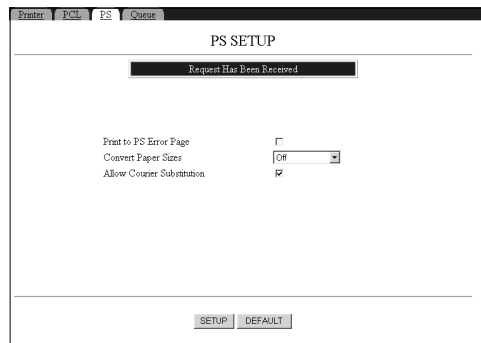 Printer PCL PS Queue
PS SETUP
Request Has Been Received
Print to PS Error Page
Convert Paper Sizes Off
Allow Courier Substitution
SETUP DEFAULT